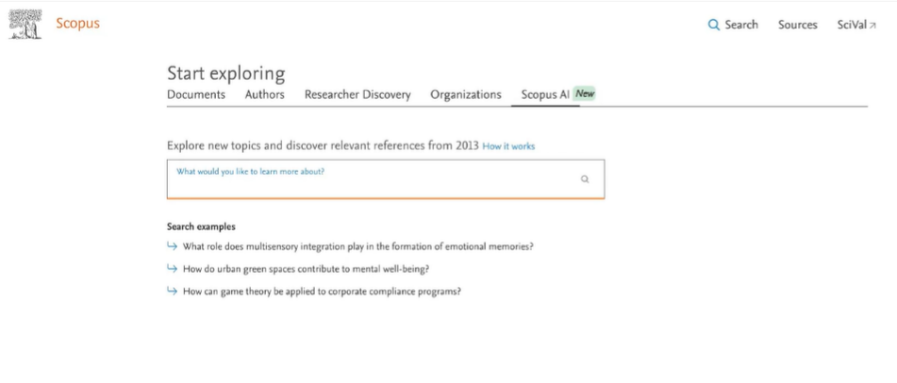 Scopus
Search Sources SciVal
Start exploring
Documents Authors Researcher Discovery Organizations Scopus AI New
Explore new topics and discover relevant references from 2013 How it works
What would you like to learn more about?
Search examples
What role does multisensory integration play in the formation of emotional memories?
How do urban green spaces contribute to mental well-being?
How can game theory be applied to corporate compliance programs?